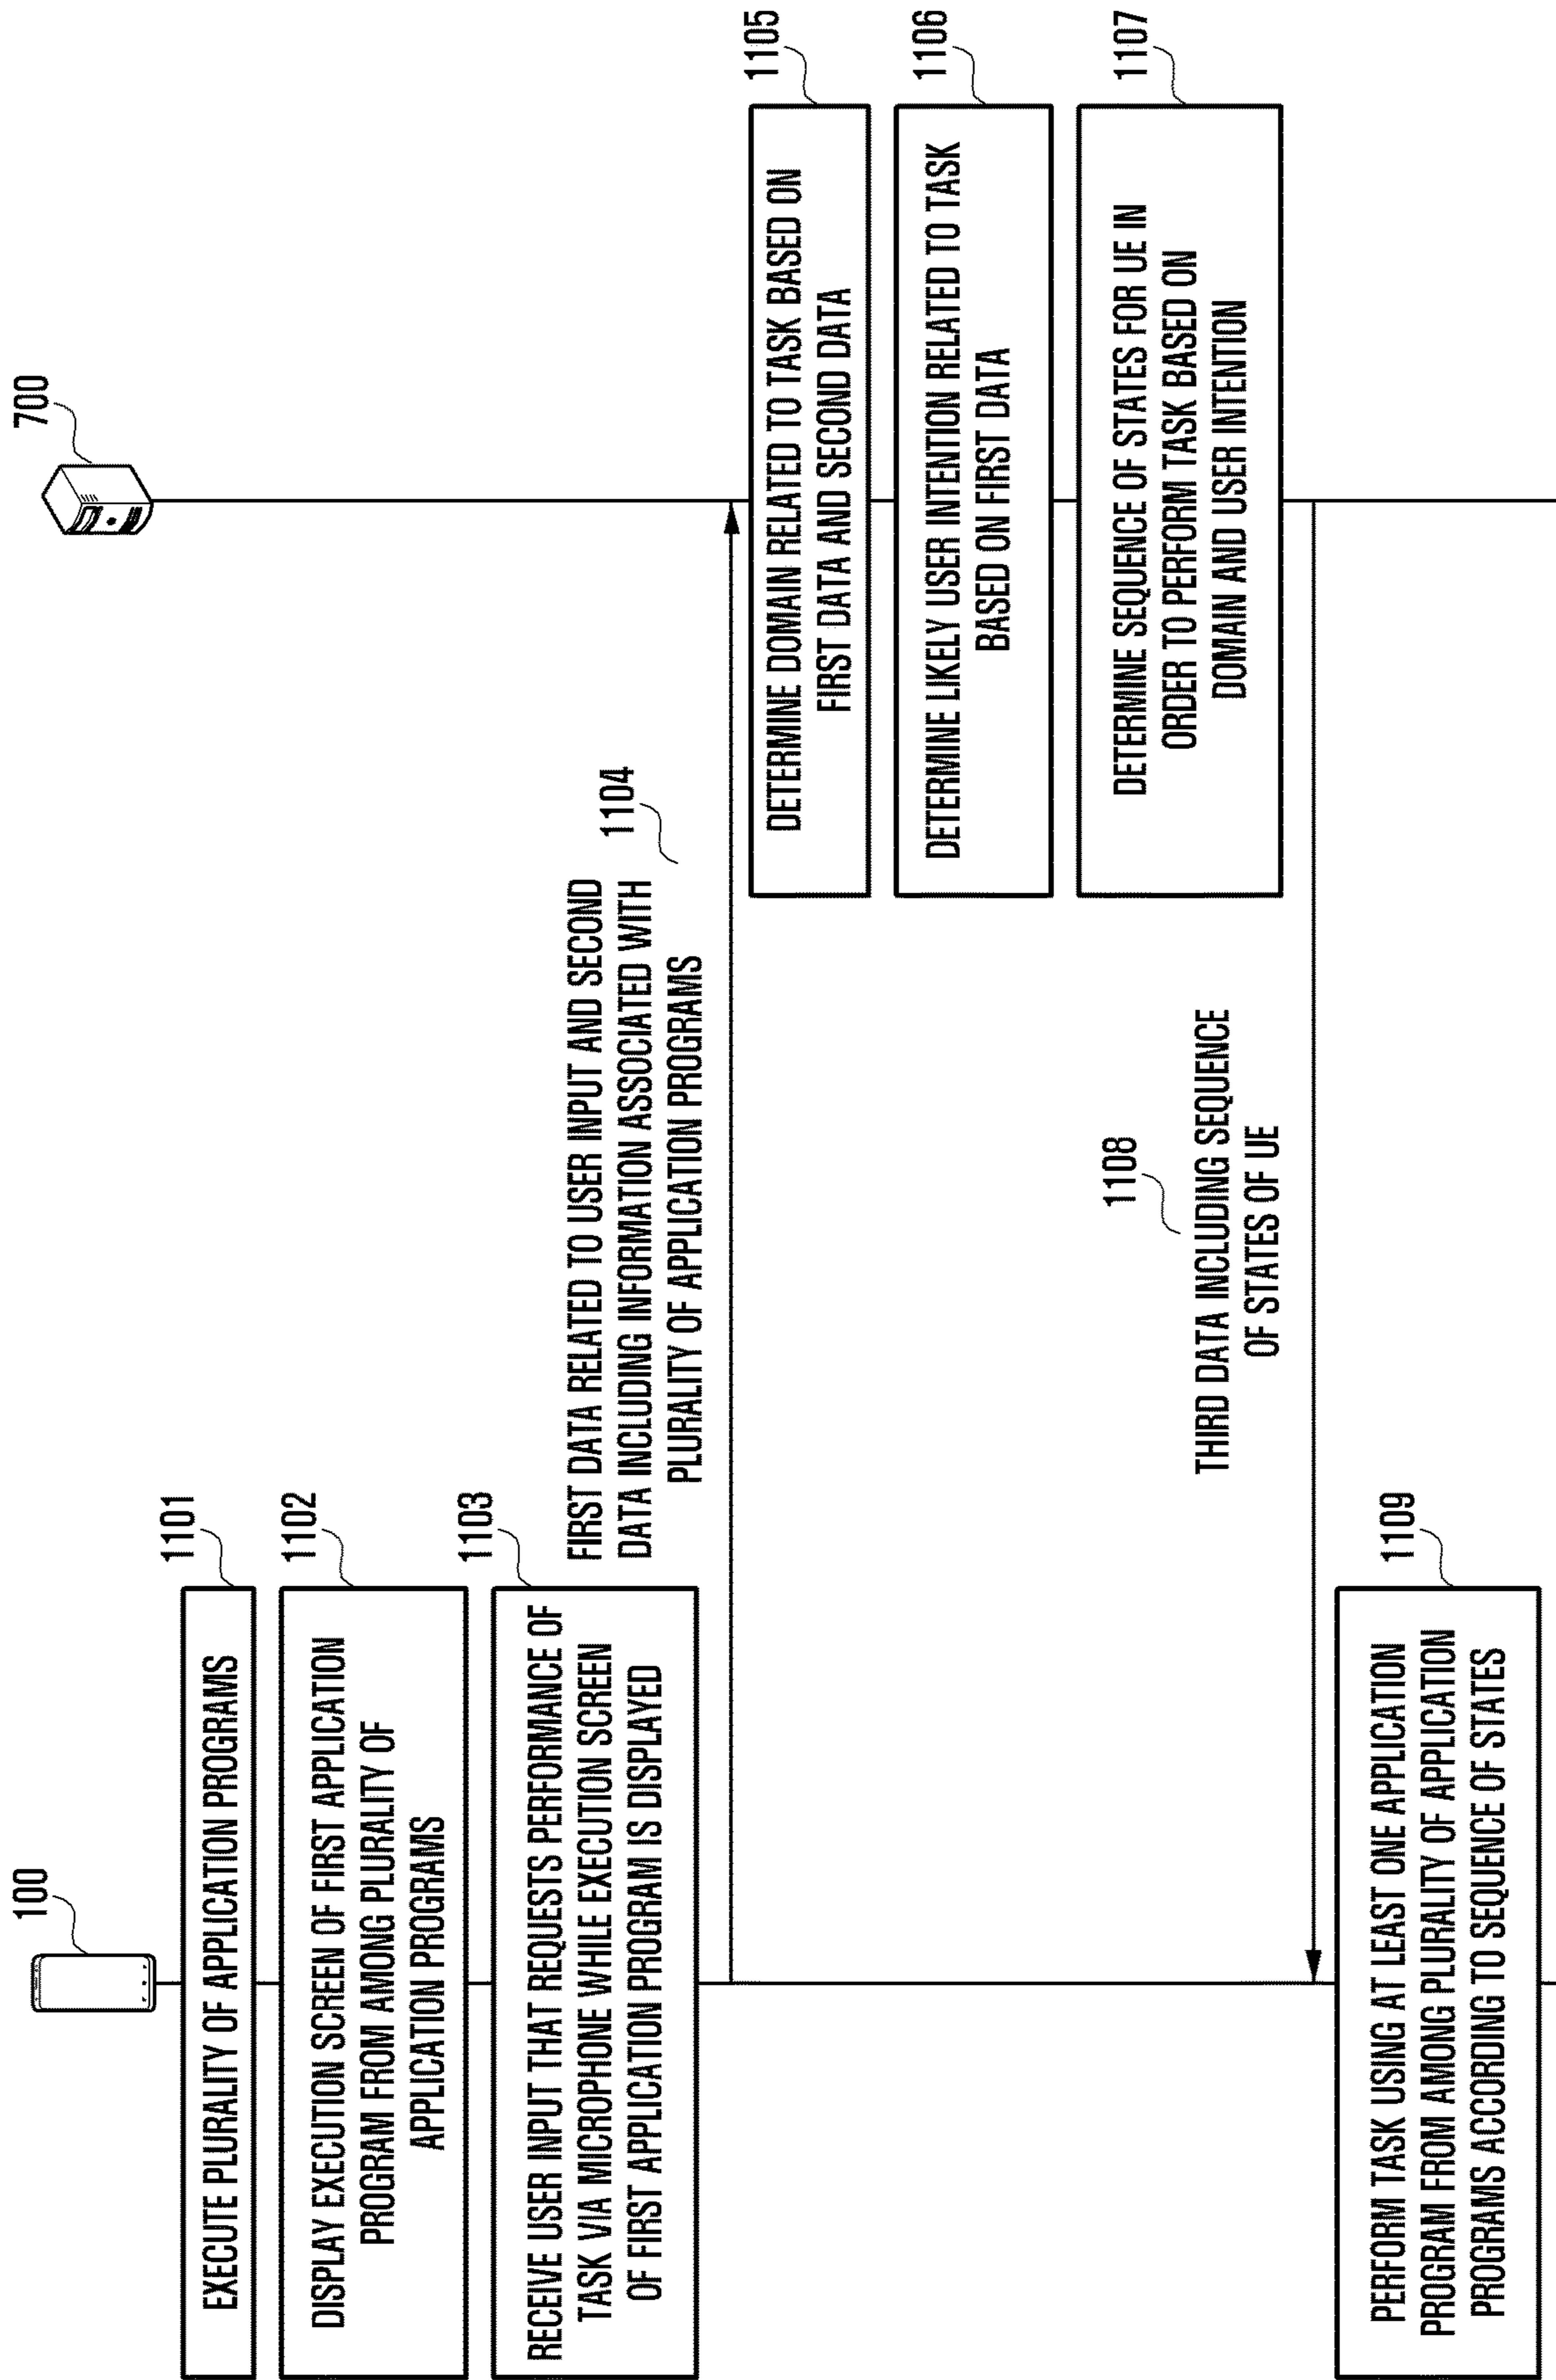 100
700
EXECUTE PLURALITY OF APPLICATION PROGRAMS
1101
DISPLAY EXECUTION SCREEN OF FIRST APPLICATION
PROGRAM FROM AMONG PLURALITY OF
APPLICATION PROGRAMS
1102
RECEIVE USER INPUT THAT REQUESTS PERFORMANCE OF
TASK VIA MICROPHONE WHILE EXECUTION SCREEN
OF FIRST APPLICATION PROGRAM IS DISPLAYED
1103
FIRST DATA RELATED TO USER INPUT AND SECOND
DATA INCLUDING INFORMATION ASSOCIATED WITH
PLURALITY OF APPLICATION PROGRAMS
1104
DETERMINE DOMAIN RELATED TO TASK BASED ON
FIRST DATA AND SECOND DATA
1105
DETERMINE LIKELY USER INTENTION RELATED TO TASK
BASED ON FIRST DATA
1106
DETERMINE SEQUENCE OF STATES FOR UE IN
ORDER TO PERFORM TASK BASED ON
DOMAIN AND USER INTENTION
1107
1108
THIRD DATA INCLUDING SEQUENCE
OF STATES OF UE
PERFORM TASK USING AT LEAST ONE APPLICATION
PROGRAM FROM AMONG PLURALITY OF APPLICATION
PROGRAMS ACCORDING TO SEQUENCE OF STATES
1109